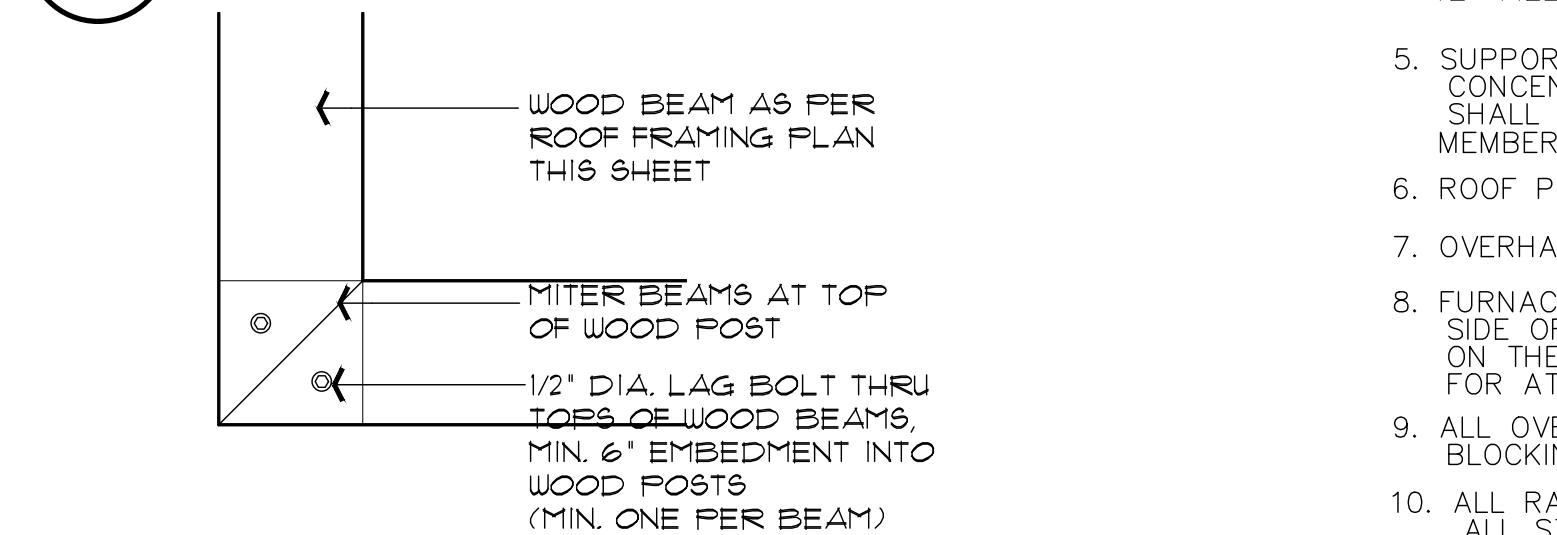 WOOD BEAM AS PER
ROOF FRAMING PLAN
THIS SHEET
MITER BEAMS AT TOP
OF WOOD POST
1/2" DIA. LAG BOLT THRU
TOPS OF WOOD BEAMS,
MIN. 6" EMBEDMENT INTO
WOOD POSTS
(MIN. ONE PER BEAM)
5. SUPPOR
CONCEN
SHALL
MEMBER
6. ROOF P
7. OVERHA
8. FURNAC
SIDE OF
ON THE
FOR AT
9. ALL OVE
BLOCKIN
10. ALL RA
ALL ST